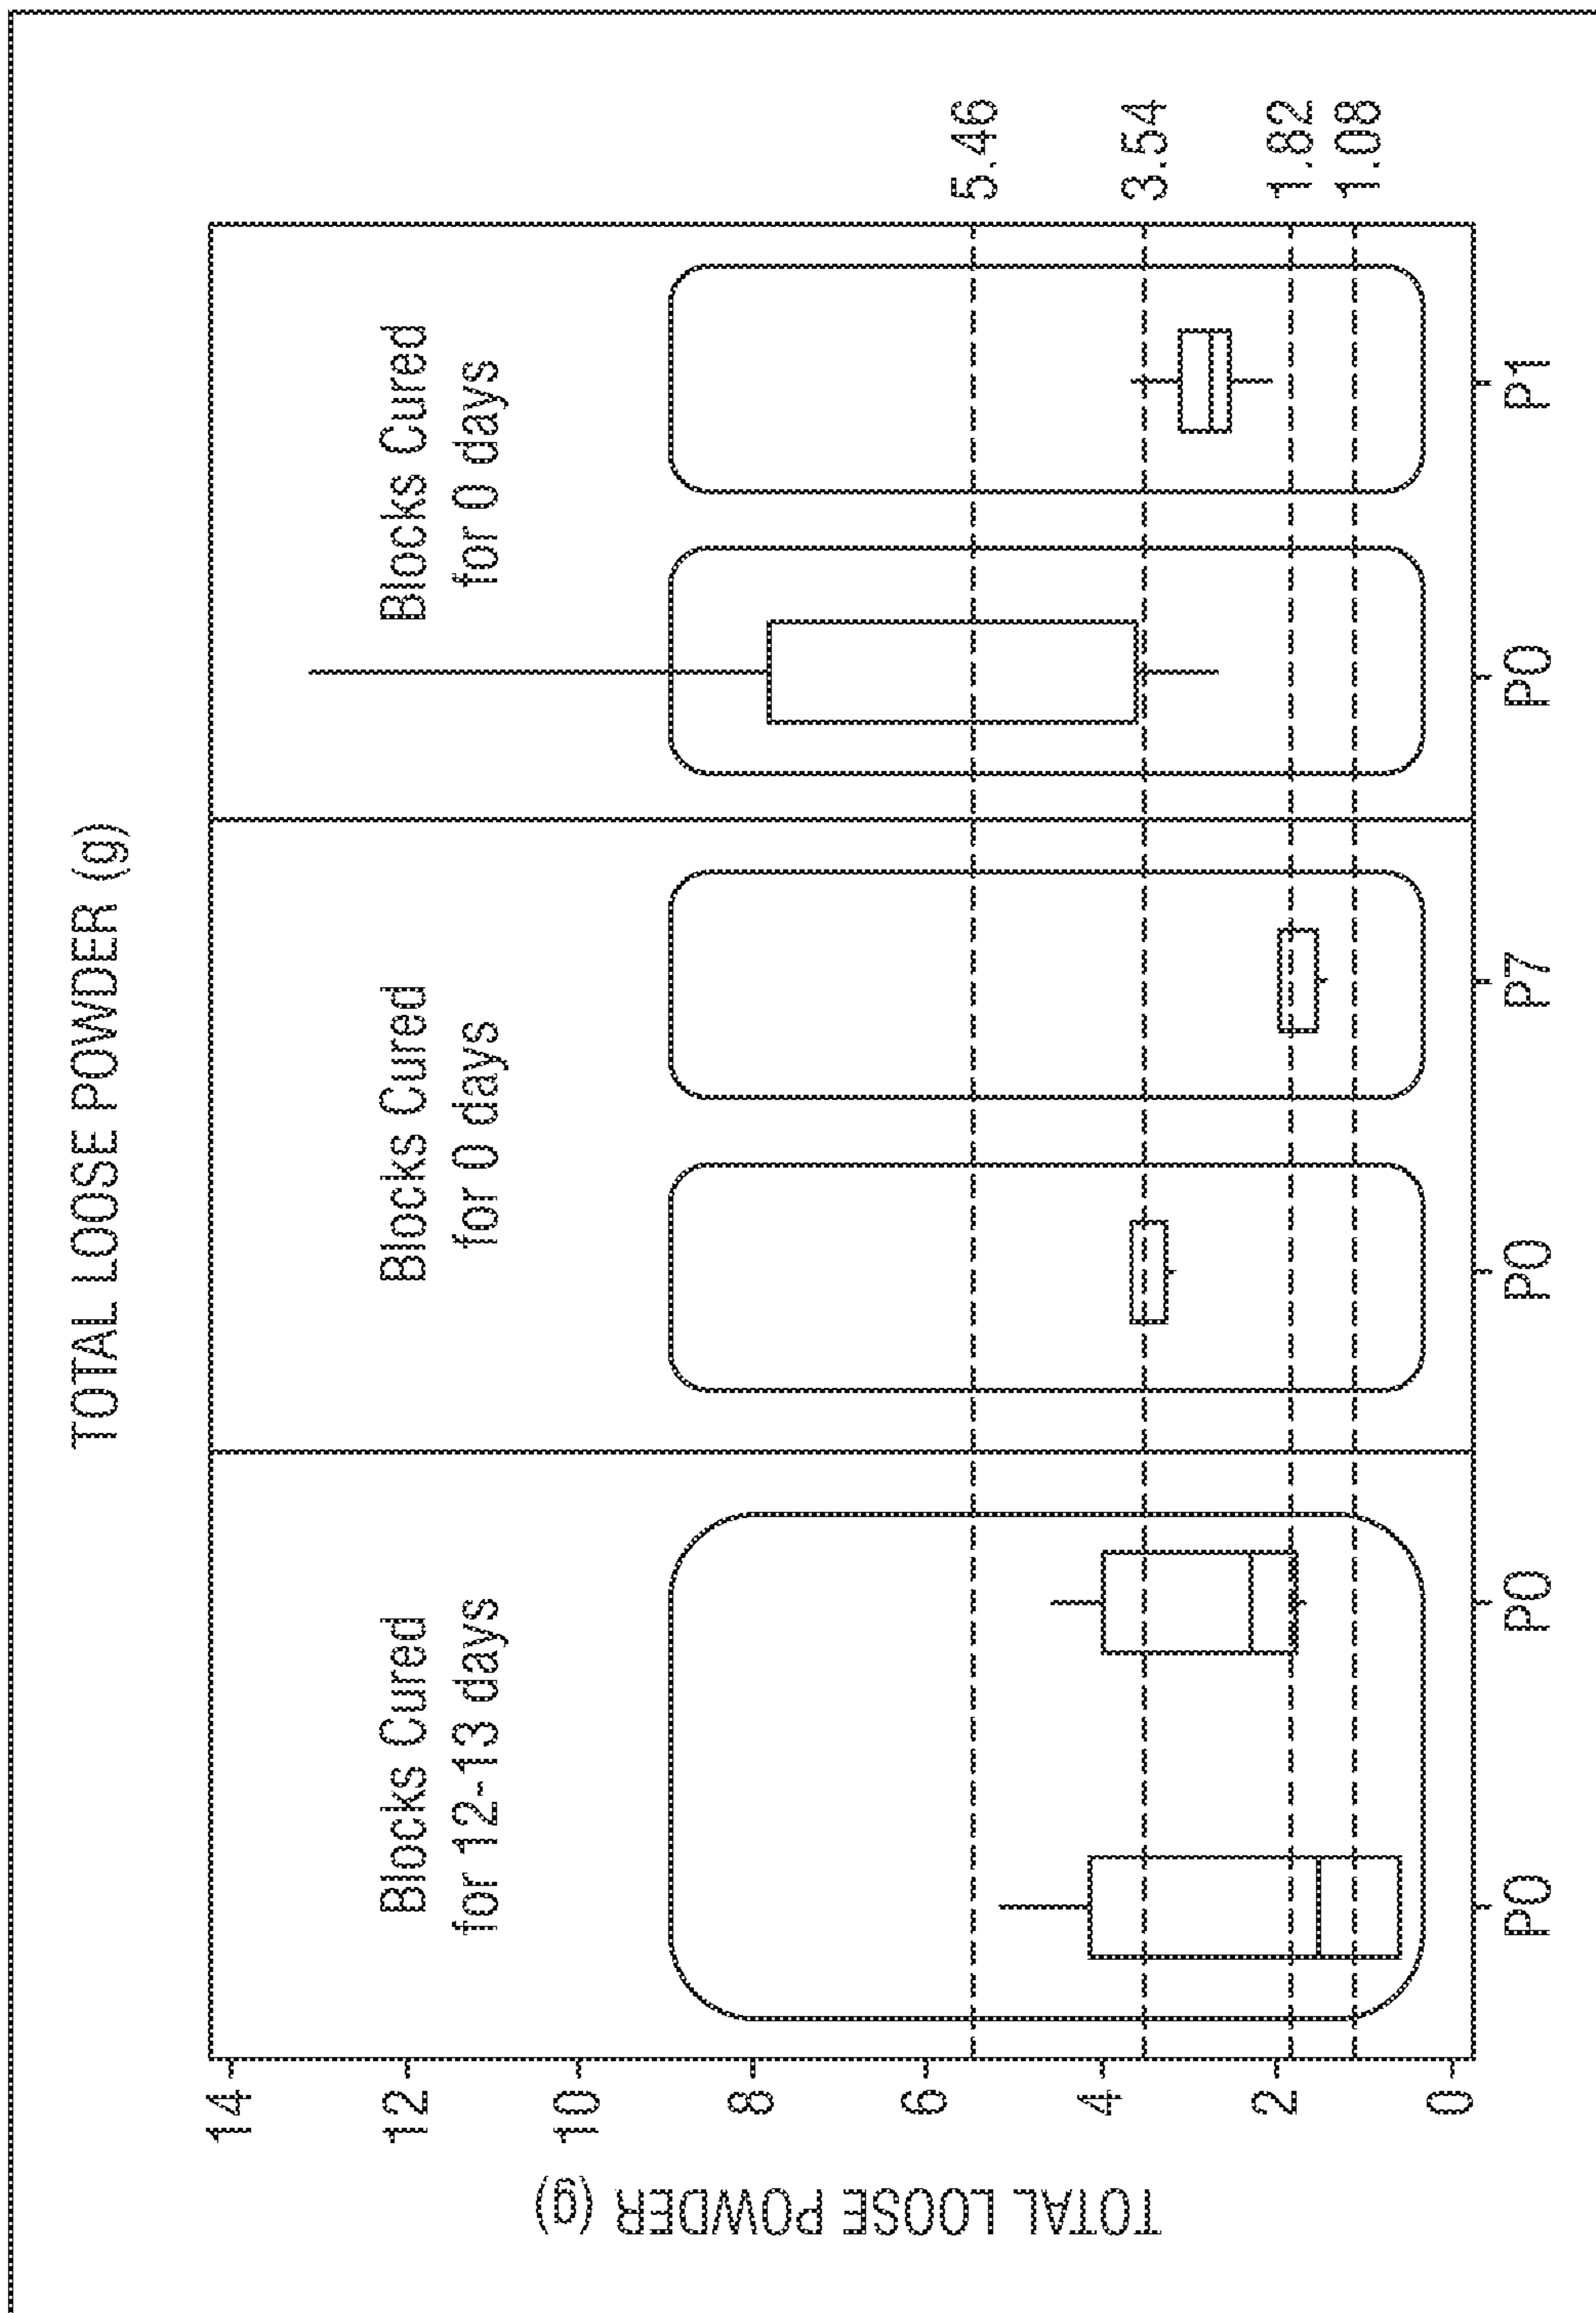 TOTAL LOOSE POWDER (g)
Blocks Cured
for 12-13 days
Blocks Cured
for 0 days
Blocks Cured
for 0 days
TOTAL LOOSE POWDER (g)
14
12
10
8
6
4
2
0
5.46
3.54
1.82
1.08
P0
P0
P0
P7
P0
P1